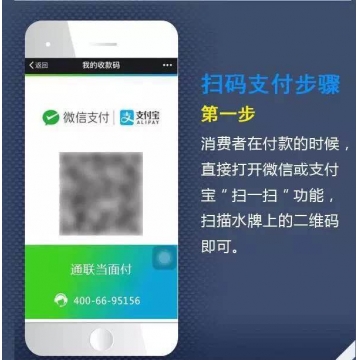 返回
我的收款码
微信支付
支付宝
ALIPAY
通联当面付
400-66-95156
扫码支付步骤
第一步
消费者在付款的时候，
直接打开微信或支付
宝“扫一扫”功能，
扫描水牌上的二维码
即可。